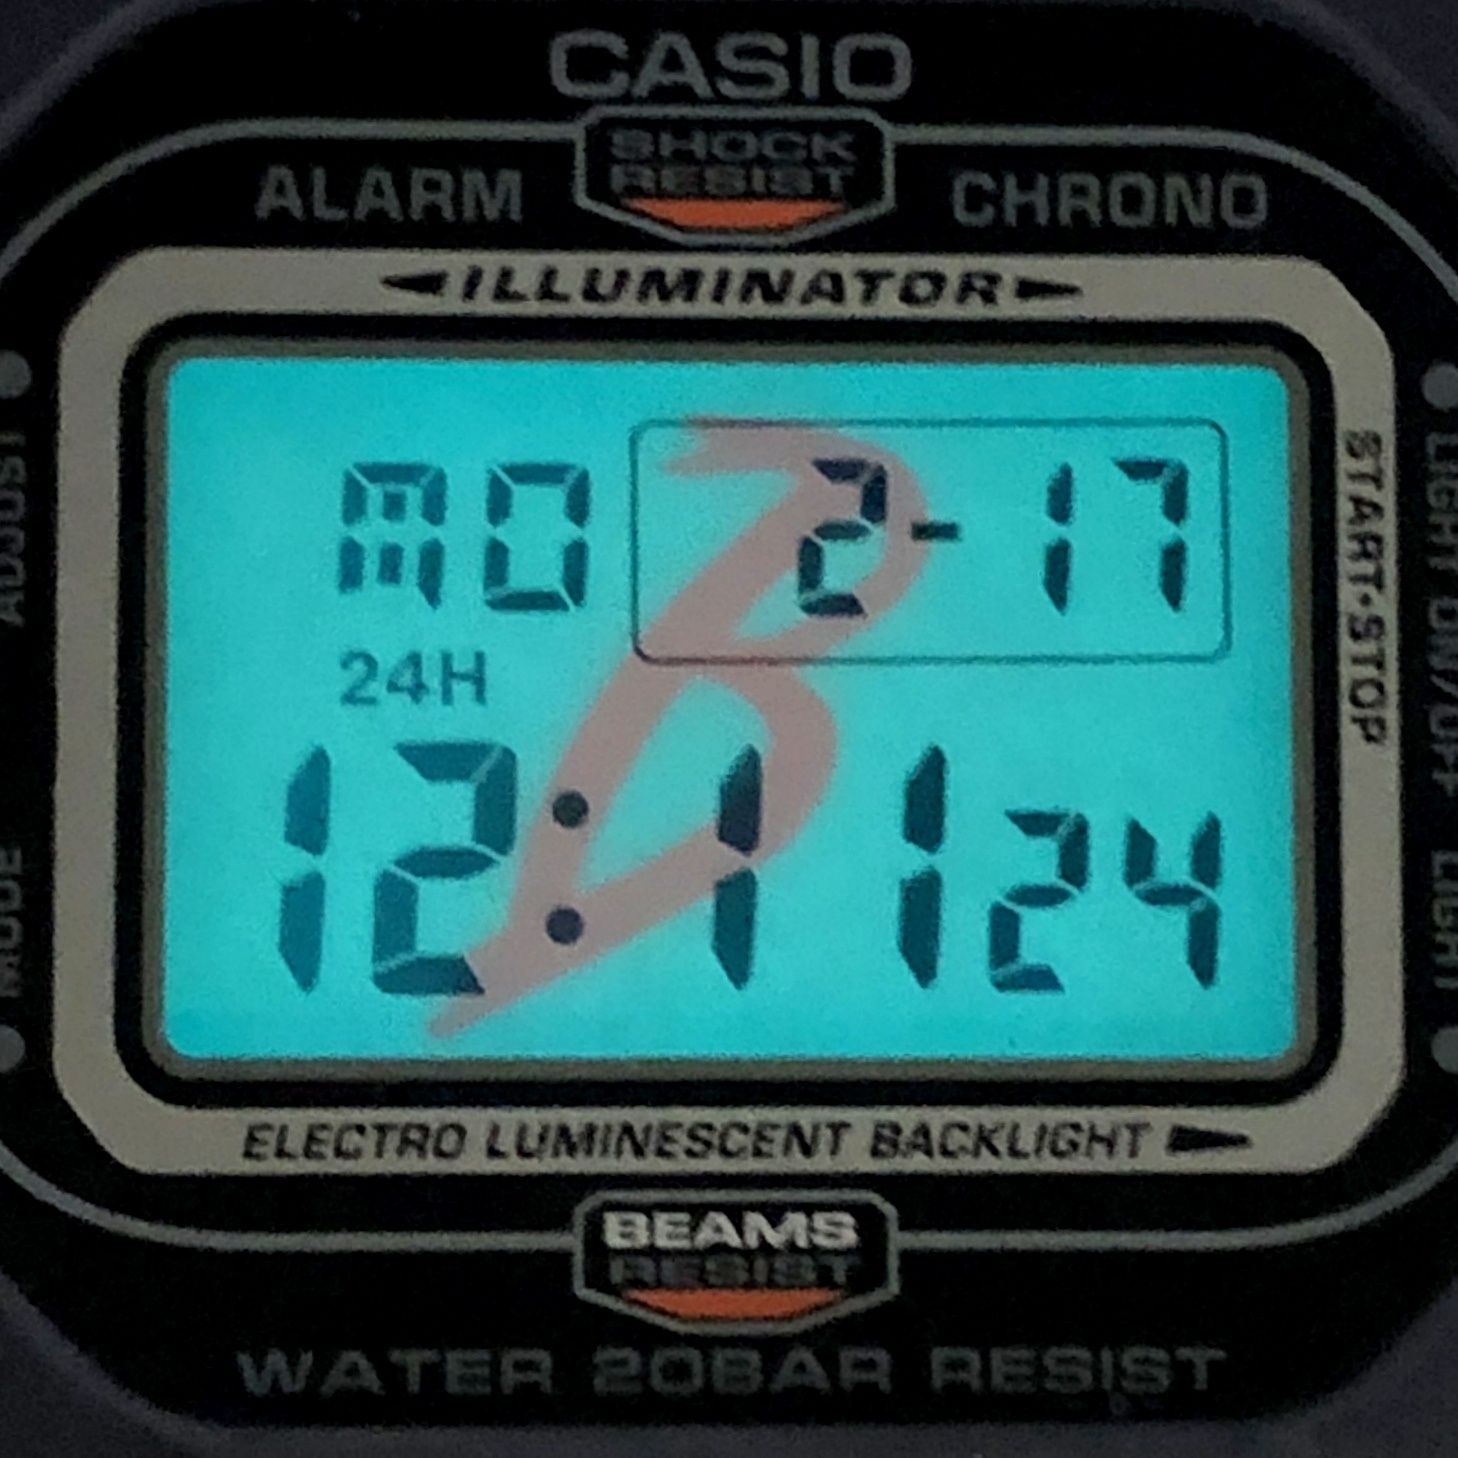 CASIO
SHOCK
RESIST
ALARM CHRONO
ILLUMINATOR
ADJUST
MO 2-17
24H
12:11 24
START·STOP
LIGHT ON/OFF
MODE
LIGHT
ELECTRO LUMINESCENT BACKLIGHT
BEAMS
RESIST
WATER 20BAR RESIST